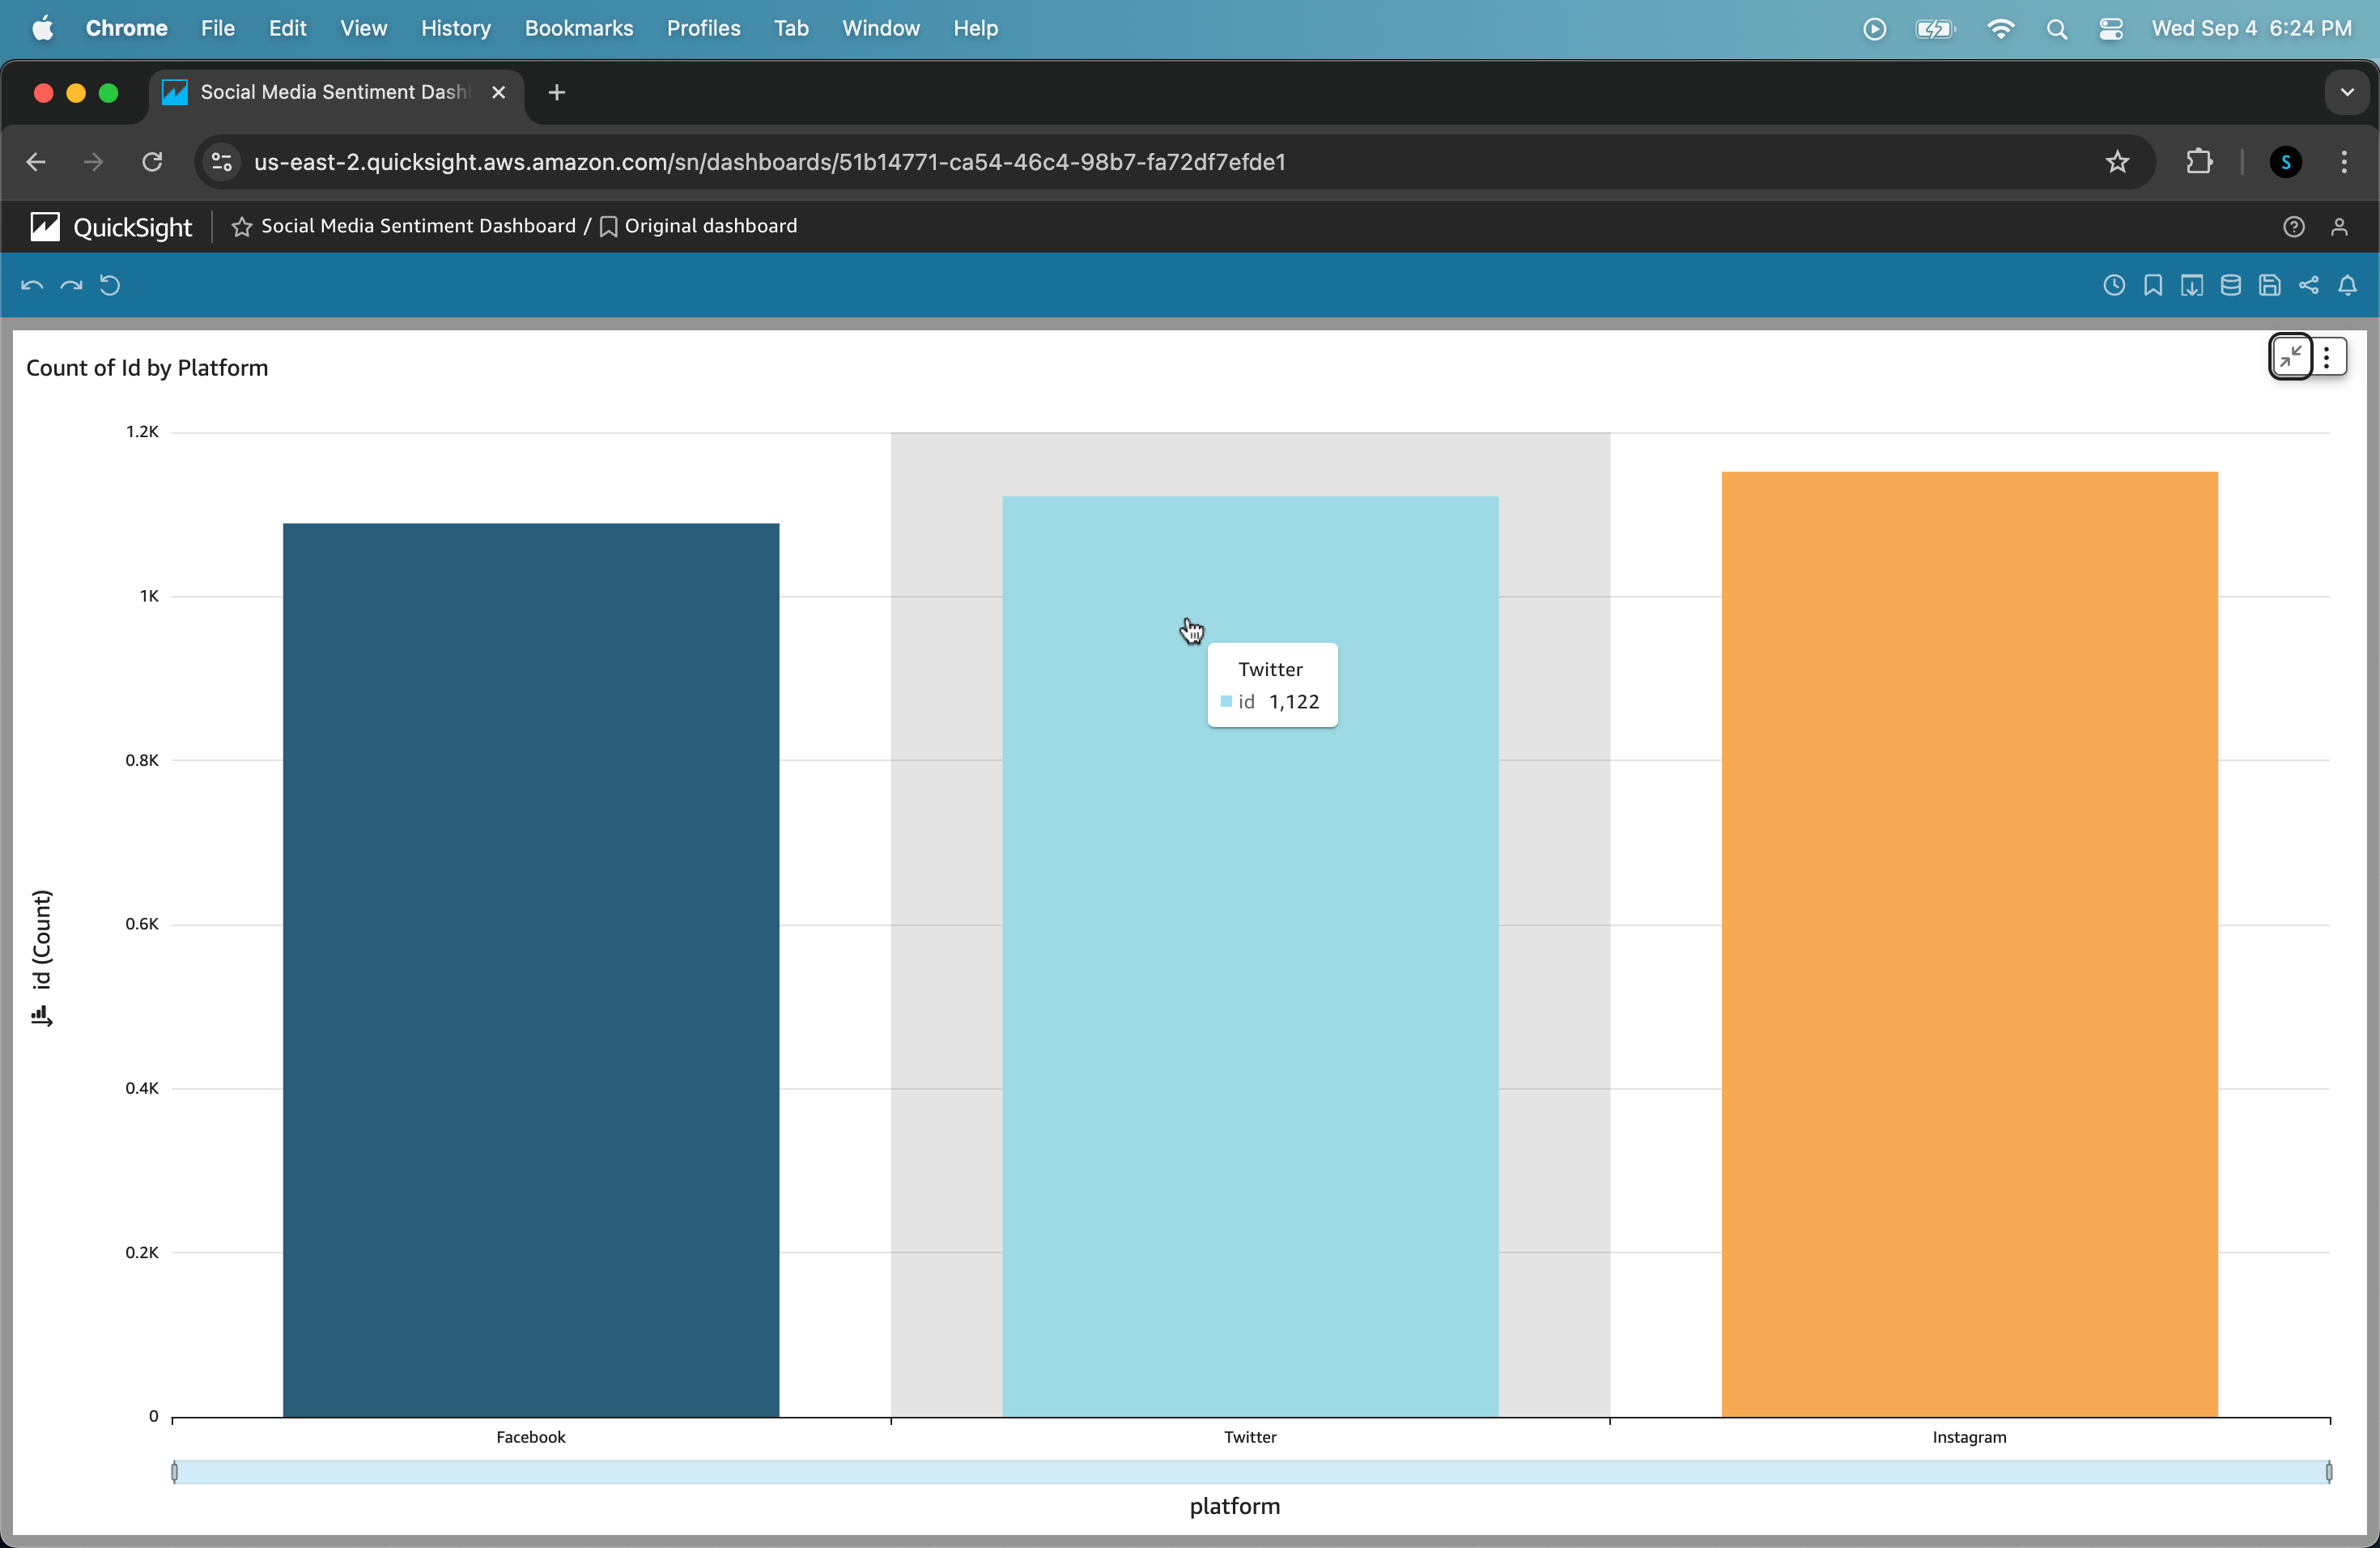 Chrome File Edit View History Bookmarks Profiles Tab Window Help Wed Sep 4 6:24 PM
Social Media Sentiment Dash
us-east-2.quicksight.aws.amazon.com/sn/dashboards/51b14771-ca54-46c4-98b7-fa72df7efde1 S
QuickSight Social Media Sentiment Dashboard / Original dashboard
Count of Id by Platform
1.2K
1K
Twitter
id 1,122
0.8K
0.6K
id (Count)
0.4K
0.2K
0
Facebook Twitter Instagram
platform